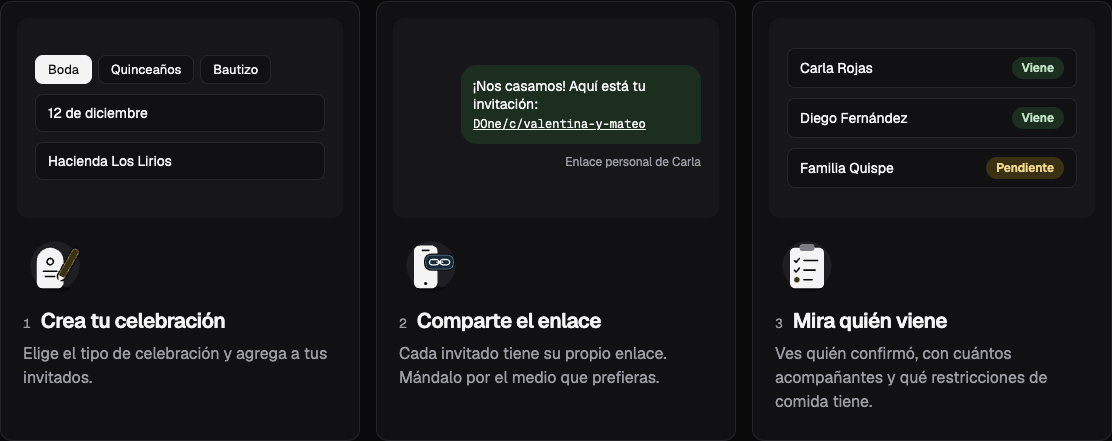 Boda
Quinceaños
Bautizo
12 de diciembre
Hacienda Los Lirios
1 Crea tu celebración
Elige el tipo de celebración y agrega a tus
invitados.
¡Nos casamos! Aquí está tu
invitación:
DOne/c/valentina-y-mateo
Enlace personal de Carla
2 Comparte el enlace
Cada invitado tiene su propio enlace.
Mándalo por el medio que prefieras.
Carla Rojas Viene
Diego Fernández Viene
Familia Quispe Pendiente
3 Mira quién viene
Ves quién confirmó, con cuántos
acompañantes y qué restricciones de
comida tiene.